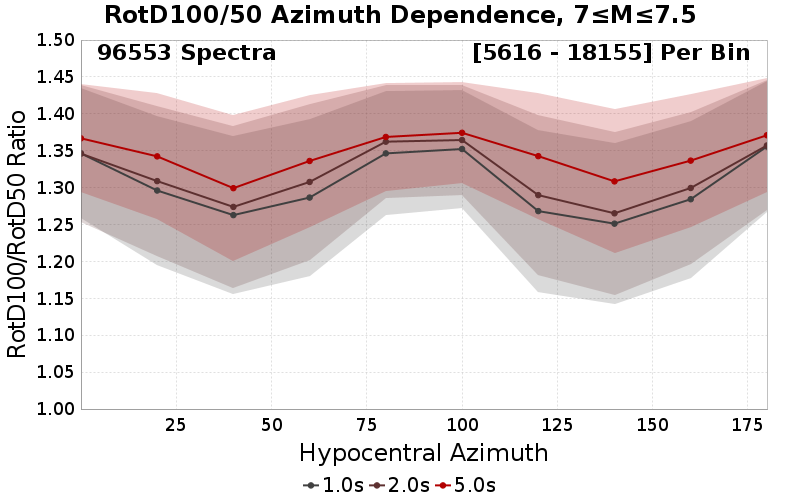 RotD100/50 Azimuth Dependence, 7≤M≤7.5
96553 Spectra
[5616 - 18155] Per Bin
RotD100/RotD50 Ratio
1.50
1.45
1.40
1.35
1.30
1.25
1.20
1.15
1.10
1.05
1.00
25 50 75 100 125 150 175
Hypocentral Azimuth
1.0s 2.0s 5.0s